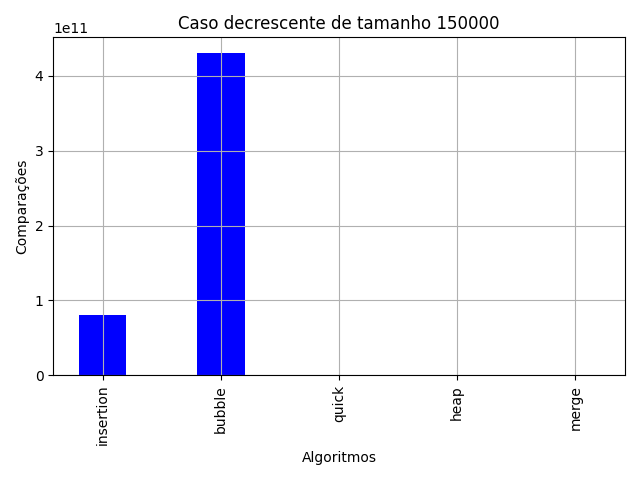 Caso decrescente de tamanho 150000
1e11
4
3
2
1
0
Comparações
insertion
bubble
quick
heap
merge
Algoritmos